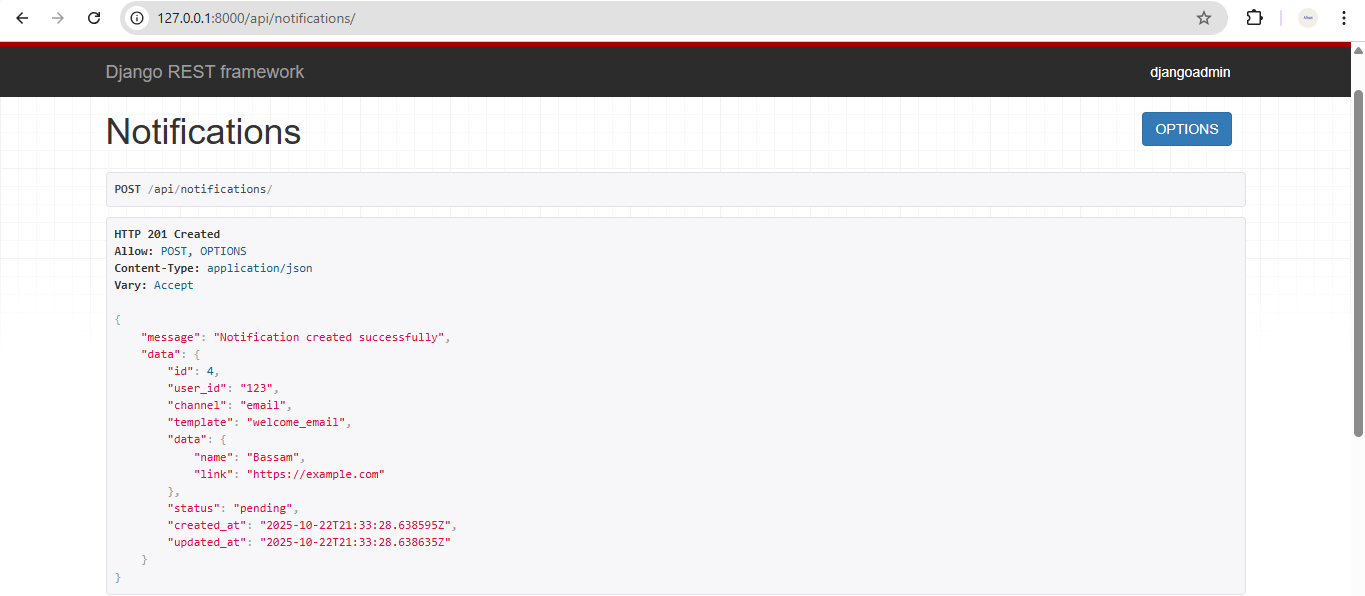 127.0.0.1:8000/api/notifications/
Django REST framework
djangoadmin
Notifications
OPTIONS
POST /api/notifications/
HTTP 201 Created
Allow: POST, OPTIONS
Content-Type: application/json
Vary: Accept
{
    "message": "Notification created successfully",
    "data": {
        "id": 4,
        "user_id": "123",
        "channel": "email",
        "template": "welcome_email",
        "data": {
            "name": "Bassam",
            "link": "https://example.com"
        },
        "status": "pending",
        "created_at": "2025-10-22T21:33:28.638595Z",
        "updated_at": "2025-10-22T21:33:28.638635Z"
    }
}